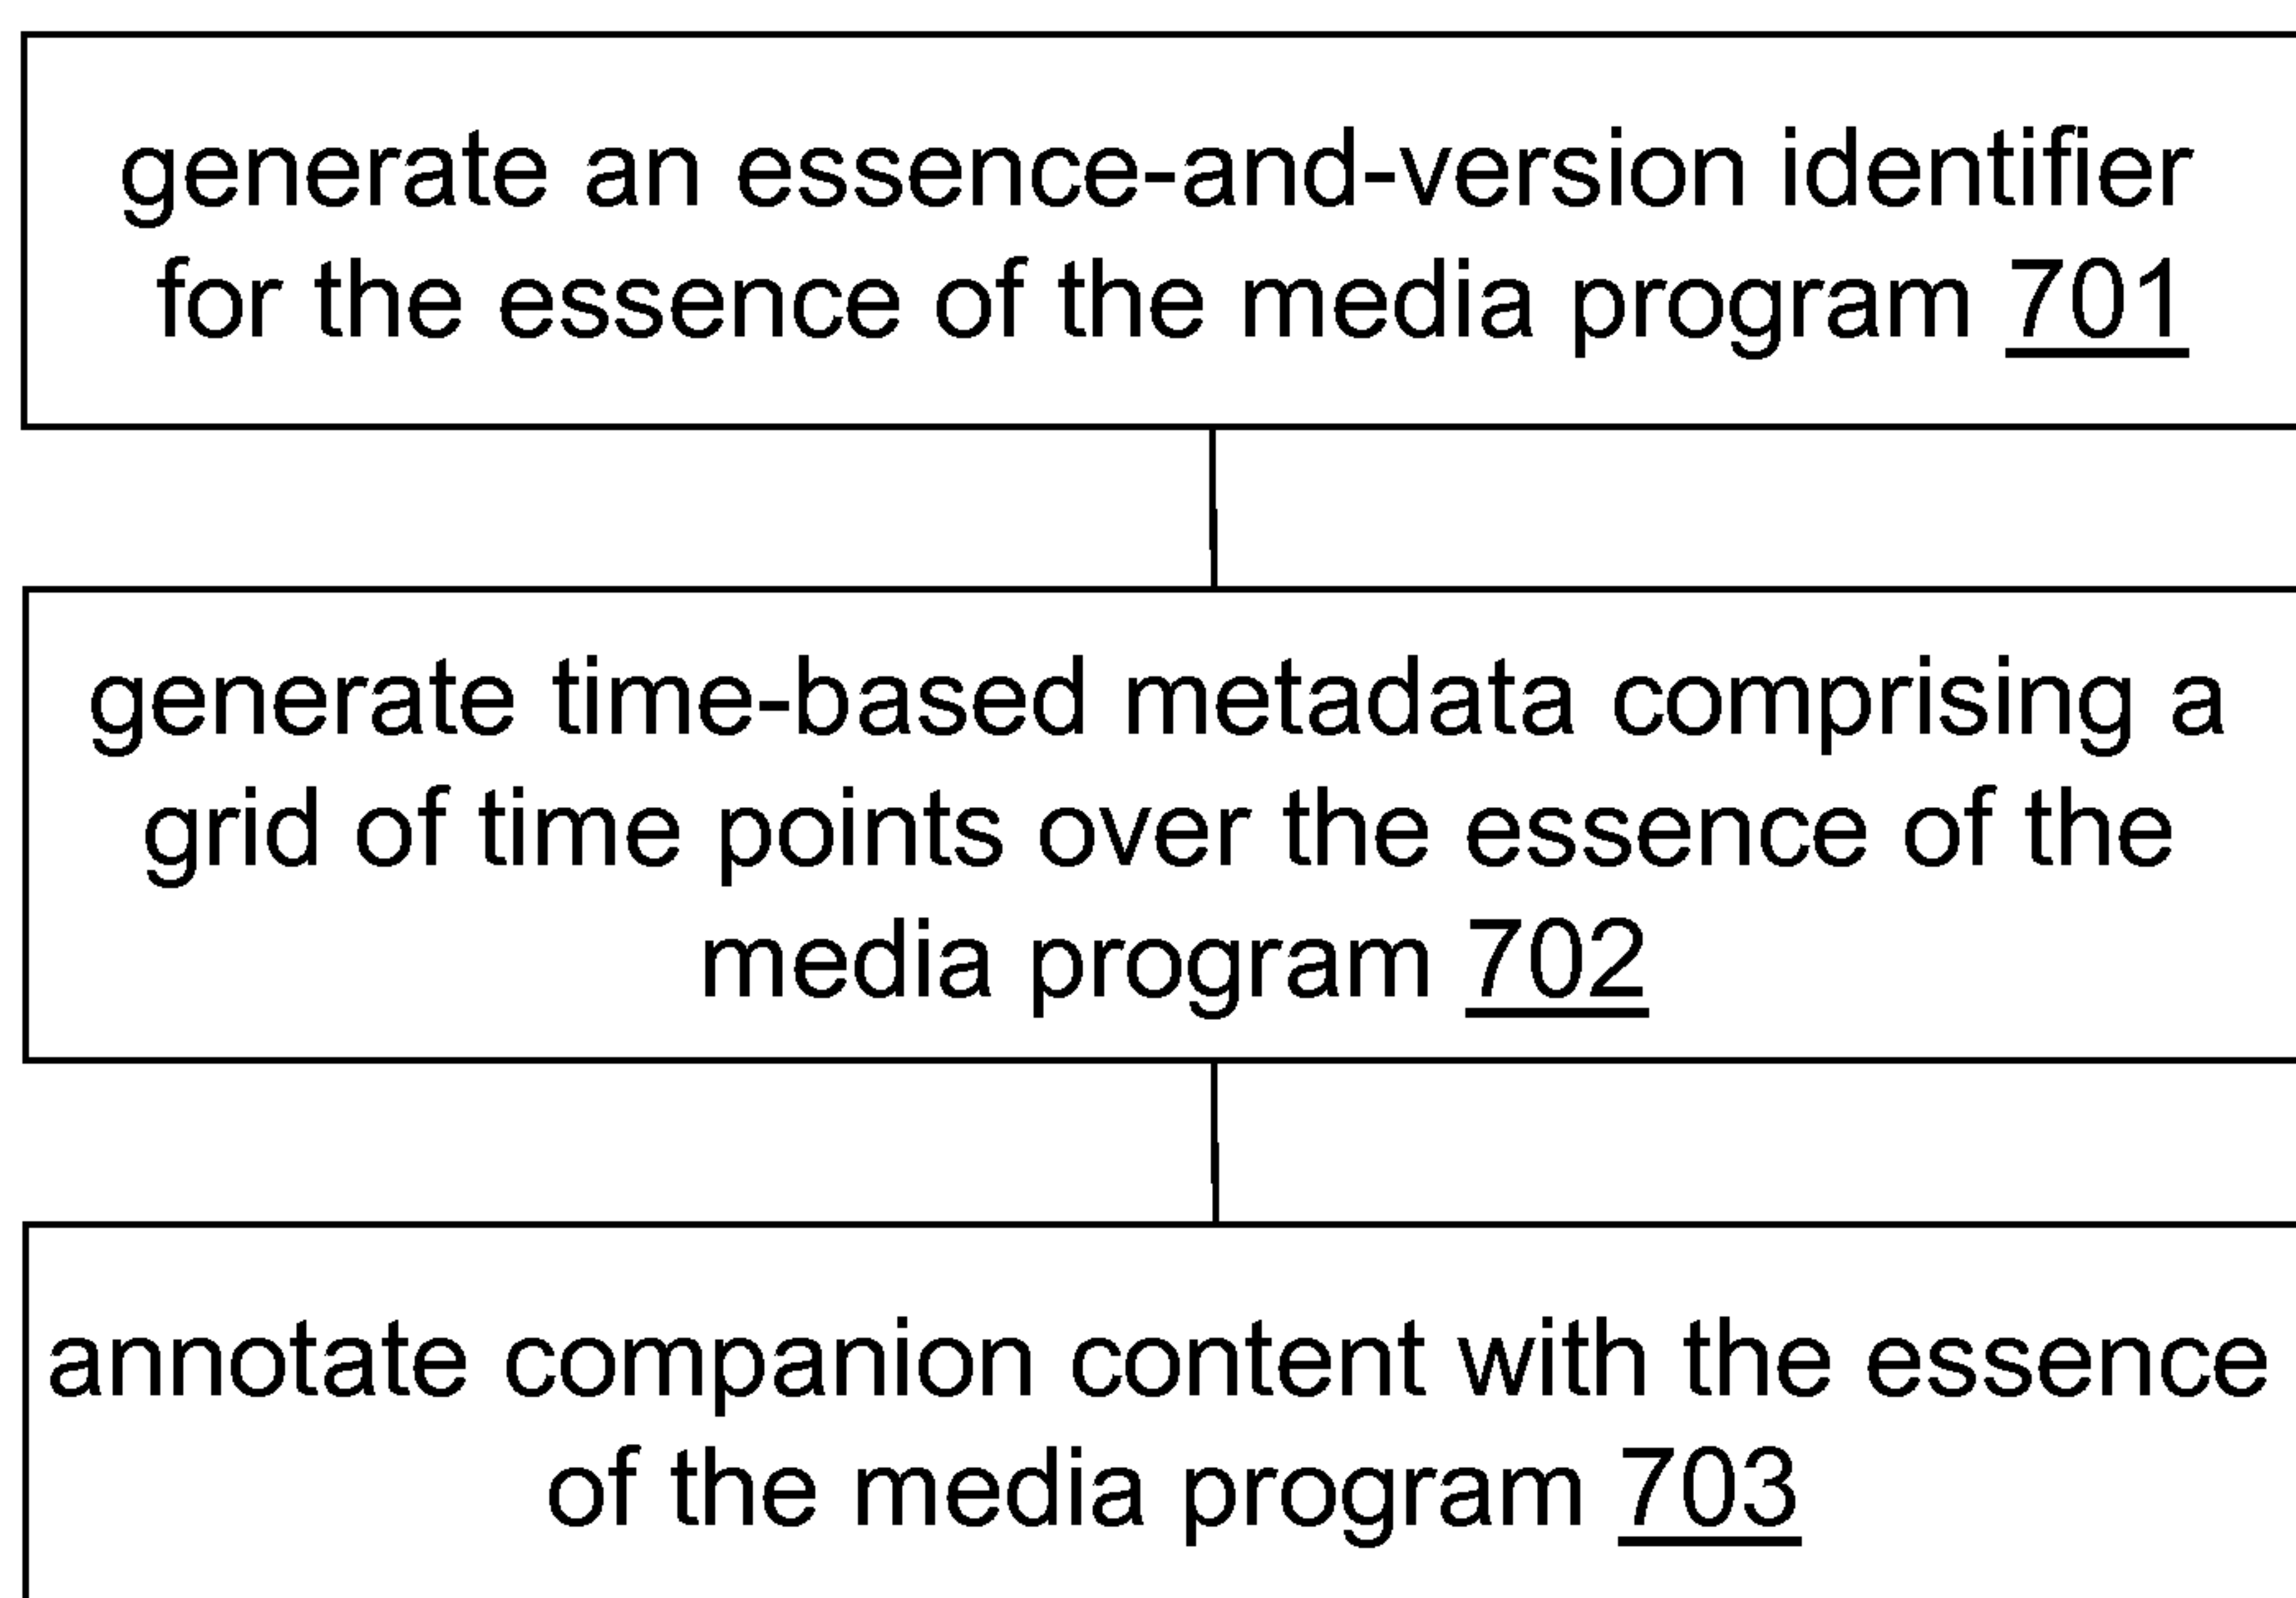 generate an essence-and-version identifier
for the essence of the media program 701
generate time-based metadata comprising a
grid of time points over the essence of the
media program 702
annotate companion content with the essence
of the media program 703